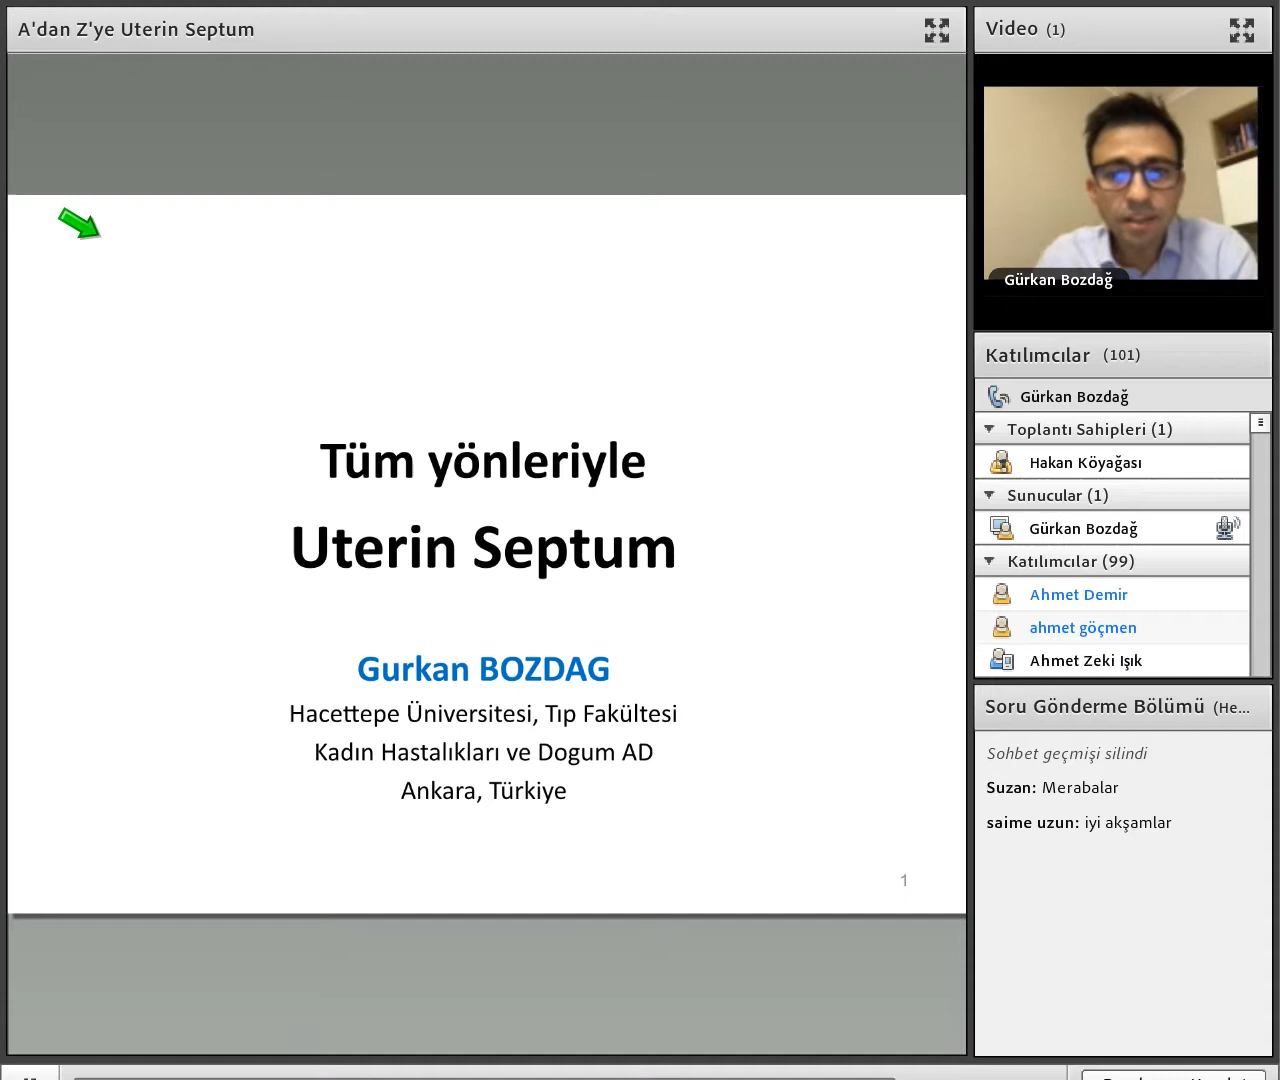 A'dan Z'ye Uterin Septum
Tüm yönleriyle
Uterin Septum
Gurkan BOZDAG
Hacettepe Üniversitesi, Tıp Fakültesi
Kadın Hastalıkları ve Dogum AD
Ankara, Türkiye
1
Video (1)
Gürkan Bozdağ
Katılımcılar (101)
Gürkan Bozdağ
Toplantı Sahipleri (1)
Hakan Köyağası
Sunucular (1)
Gürkan Bozdağ
Katılımcılar (99)
Ahmet Demir
ahmet göçmen
Ahmet Zeki Işık
Soru Gönderme Bölümü (He...
Sohbet geçmişi silindi
Suzan: Merabalar
saime uzun: iyi akşamlar